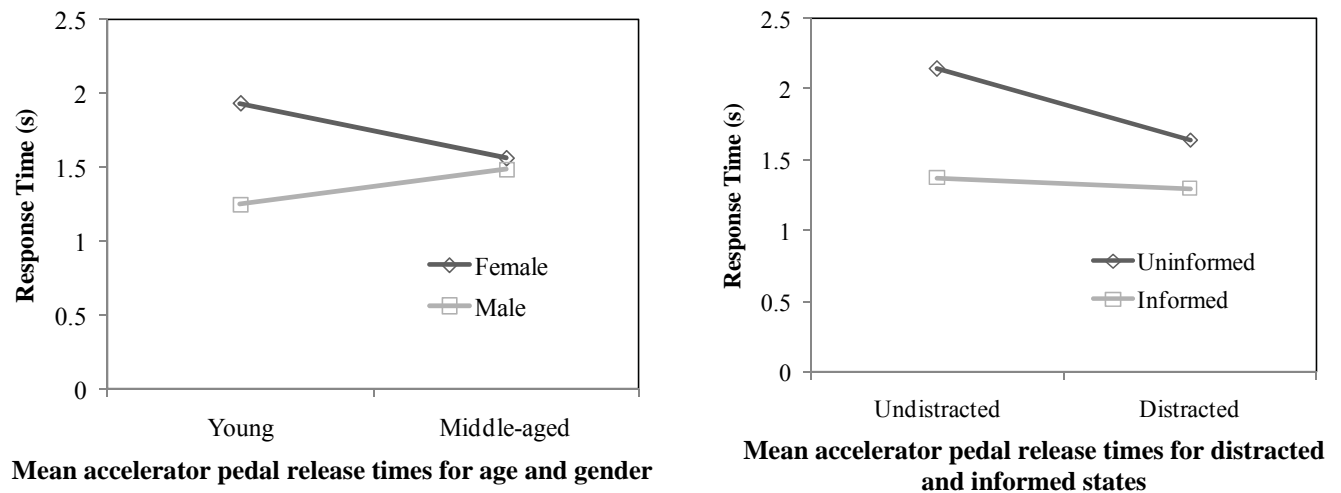 Response Time (s)
2.5
2
1.5
1
0.5
0
Female
Male
Young Middle-aged
Mean accelerator pedal release times for age and gender
Response Time (s)
2.5
2
1.5
1
0.5
0
Uninformed
Informed
Undistracted Distracted
Mean accelerator pedal release times for distracted
and informed states